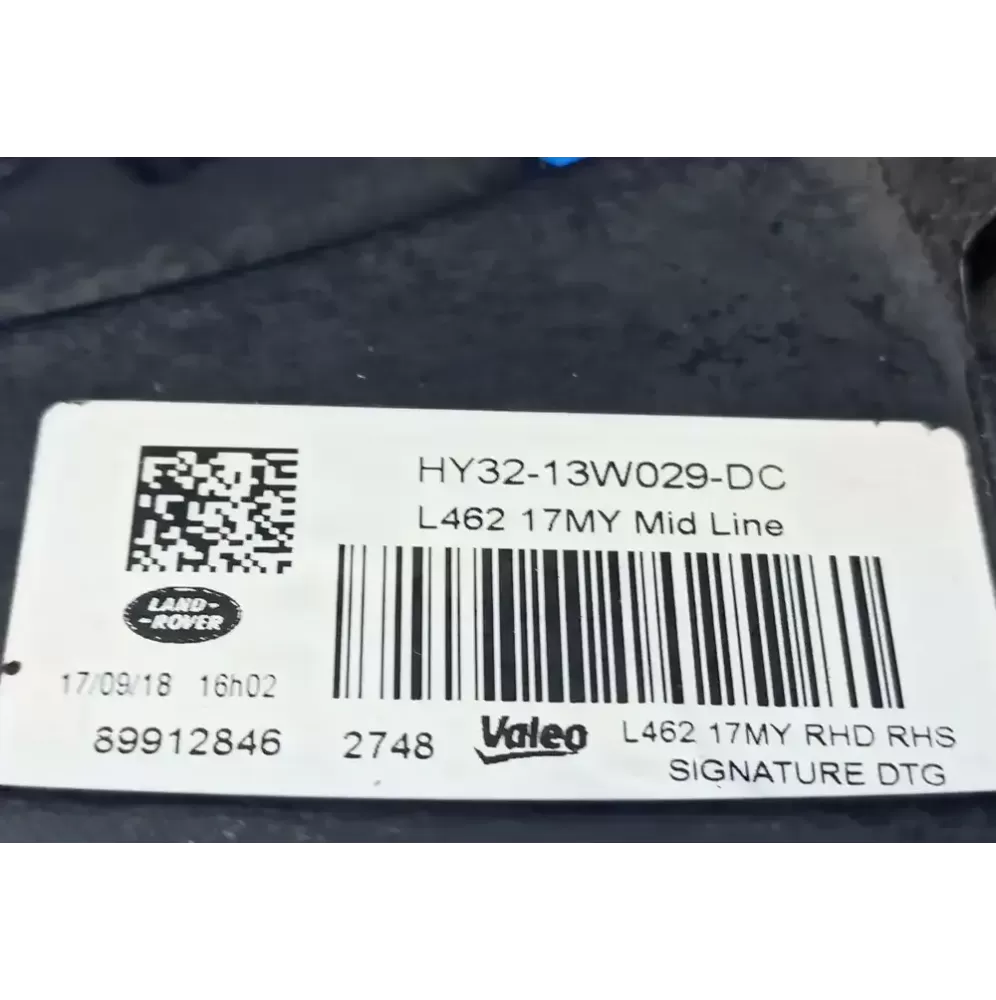 HY32-13W029-DC
L462 17MY Mid Line
LAND-
-ROVER
17/09/18 16h02
89912846 2748 Valeo L462 17MY RHD RHS
SIGNATURE DTG